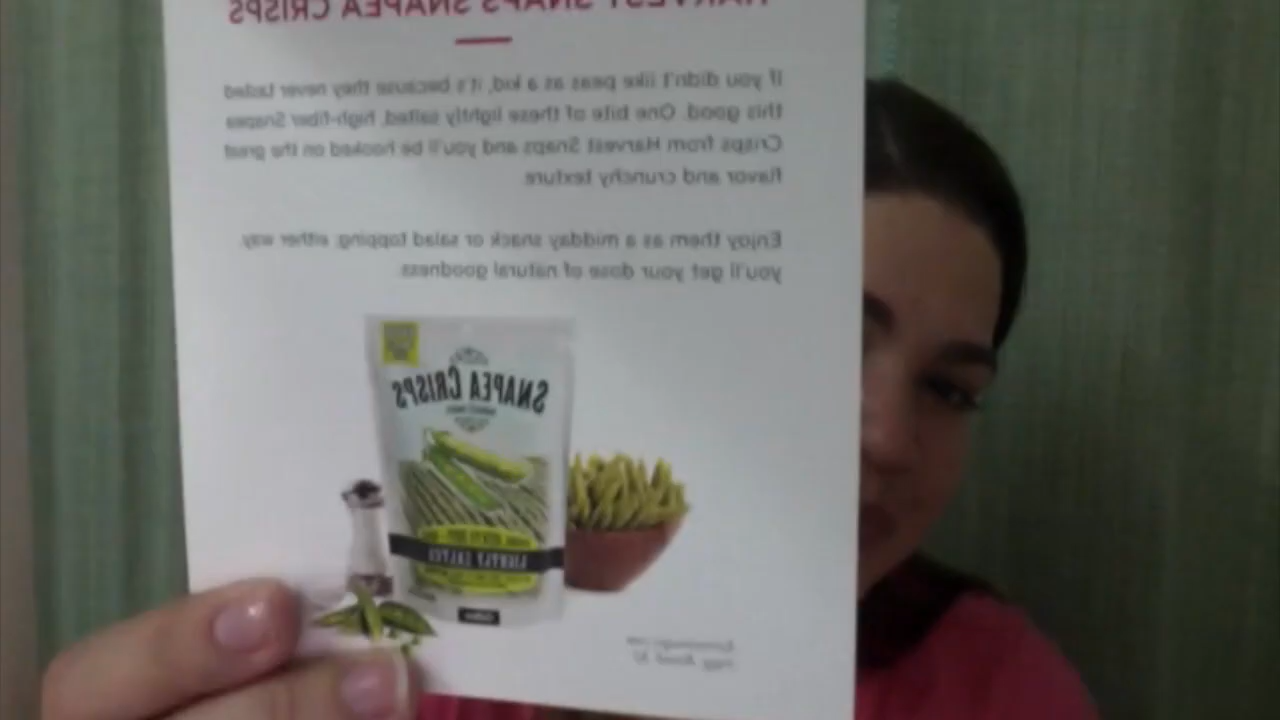 HARVEST SNAPS SNAPEA CRISPS
If you didn't like peas as a kid, it's because they never tasted
this good. One bite of these lightly salted, high-fiber Snapea
Crisps from Harvest Snaps and you'll be hooked on the great
flavor and crunchy texture.
Enjoy them as a midday snack or salad topping; either way,
you'll get your dose of natural goodness.
SNAPEA CRISPS
LIGHTLY SALTED